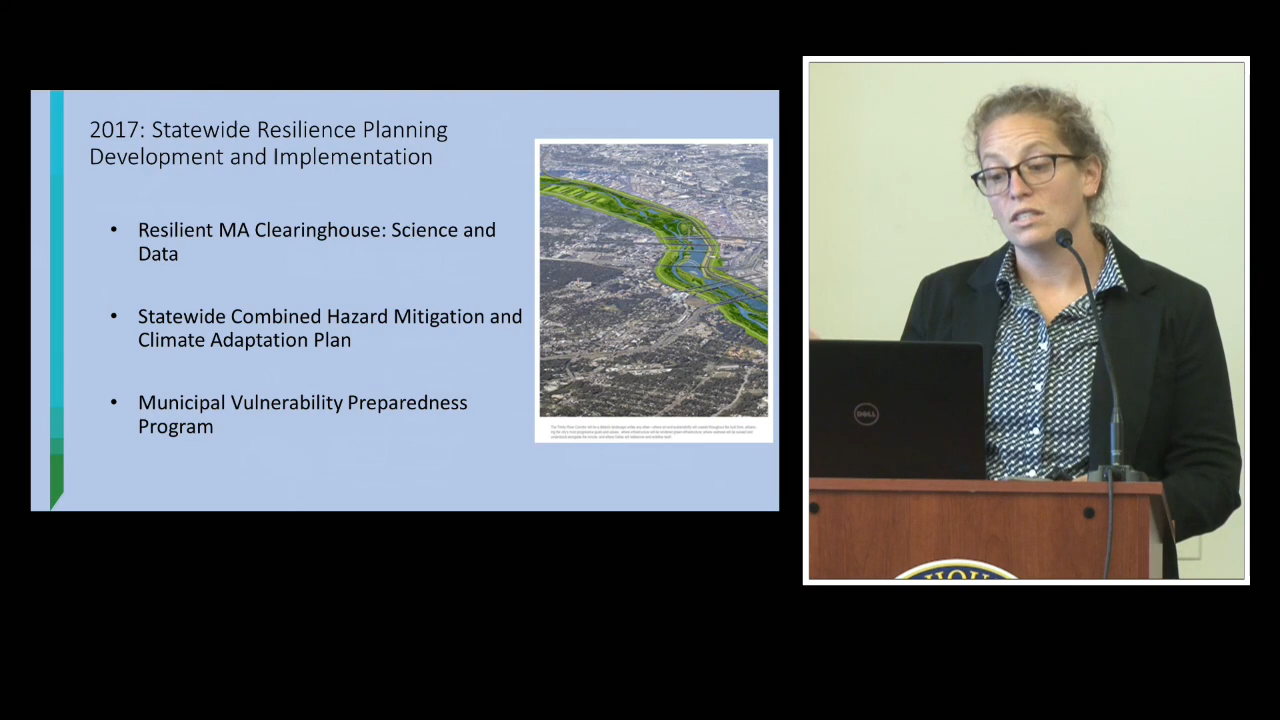 2017: Statewide Resilience Planning
Development and Implementation
• Resilient MA Clearinghouse: Science and
Data
• Statewide Combined Hazard Mitigation and
Climate Adaptation Plan
• Municipal Vulnerability Preparedness
Program
DELL